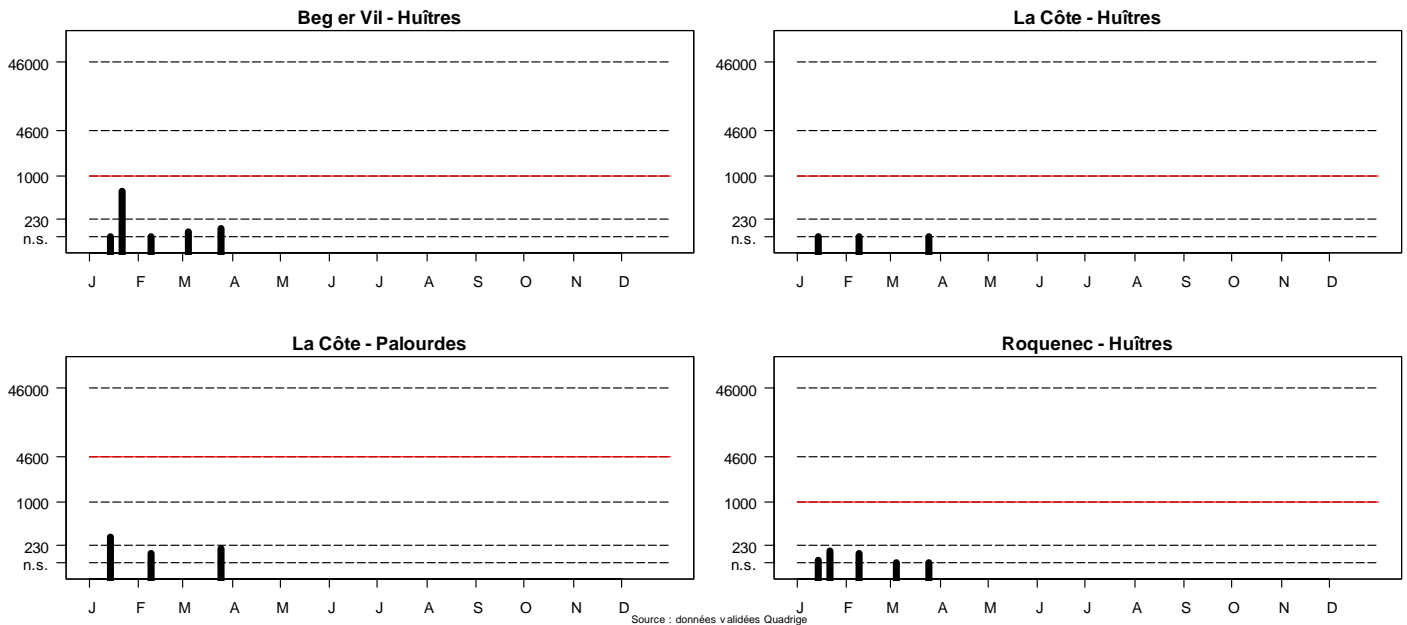 Beg er Vil - Huîtres
46000
4600
1000
230
n.s.
J F M A M J J A S O N D
La Côte - Huîtres
46000
4600
1000
230
n.s.
J F M A M J J A S O N D
La Côte - Palourdes
46000
4600
1000
230
n.s.
J F M A M J J A S O N D
Roquenec - Huîtres
46000
4600
1000
230
n.s.
J F M A M J J A S O N D
Source : données validées Quadrige